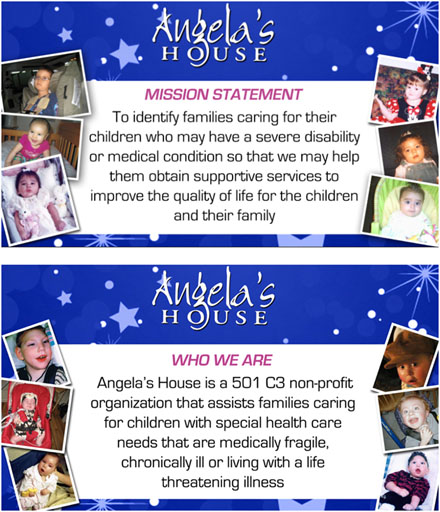 Angela's
HOUSE
MISSION STATEMENT
To identify families caring for their
children who may have a severe disability
or medical condition so that we may help
them obtain supportive services to
improve the quality of life for the children
and their family
Angela's
HOUSE
WHO WE ARE
Angela's House is a 501 C3 non-profit
organization that assists families caring
for children with special health care
needs that are medically fragile,
chronically ill or living with a life
threatening illness